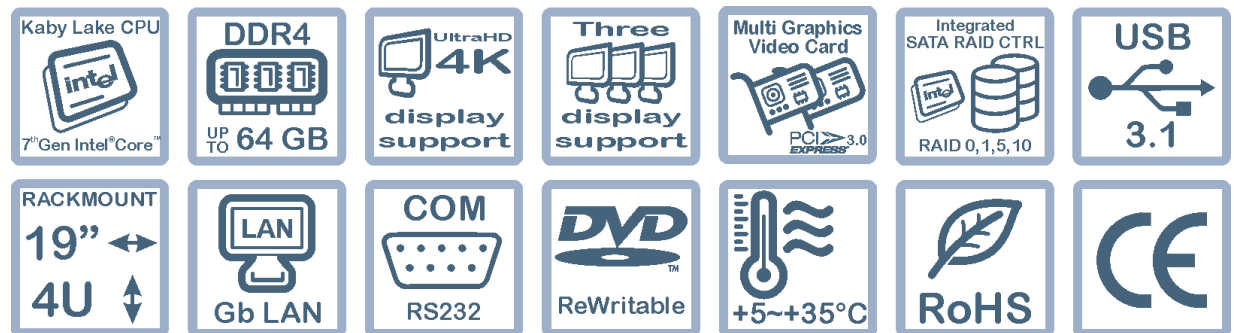 Kaby Lake CPU
intel
7thGen Intel®Core™
DDR4
UP TO 64 GB
UltraHD
4K
display
support
Three
display
support
Multi Graphics
Video Card
PCI 3.0
EXPRESS®
Integrated
SATA RAID CTRL
intel
RAID 0,1,5,10
USB
3.1
RACKMOUNT
19”
4U
LAN
Gb LAN
COM
RS232
DVD
™
ReWritable
+5~+35°C
RoHS
CE